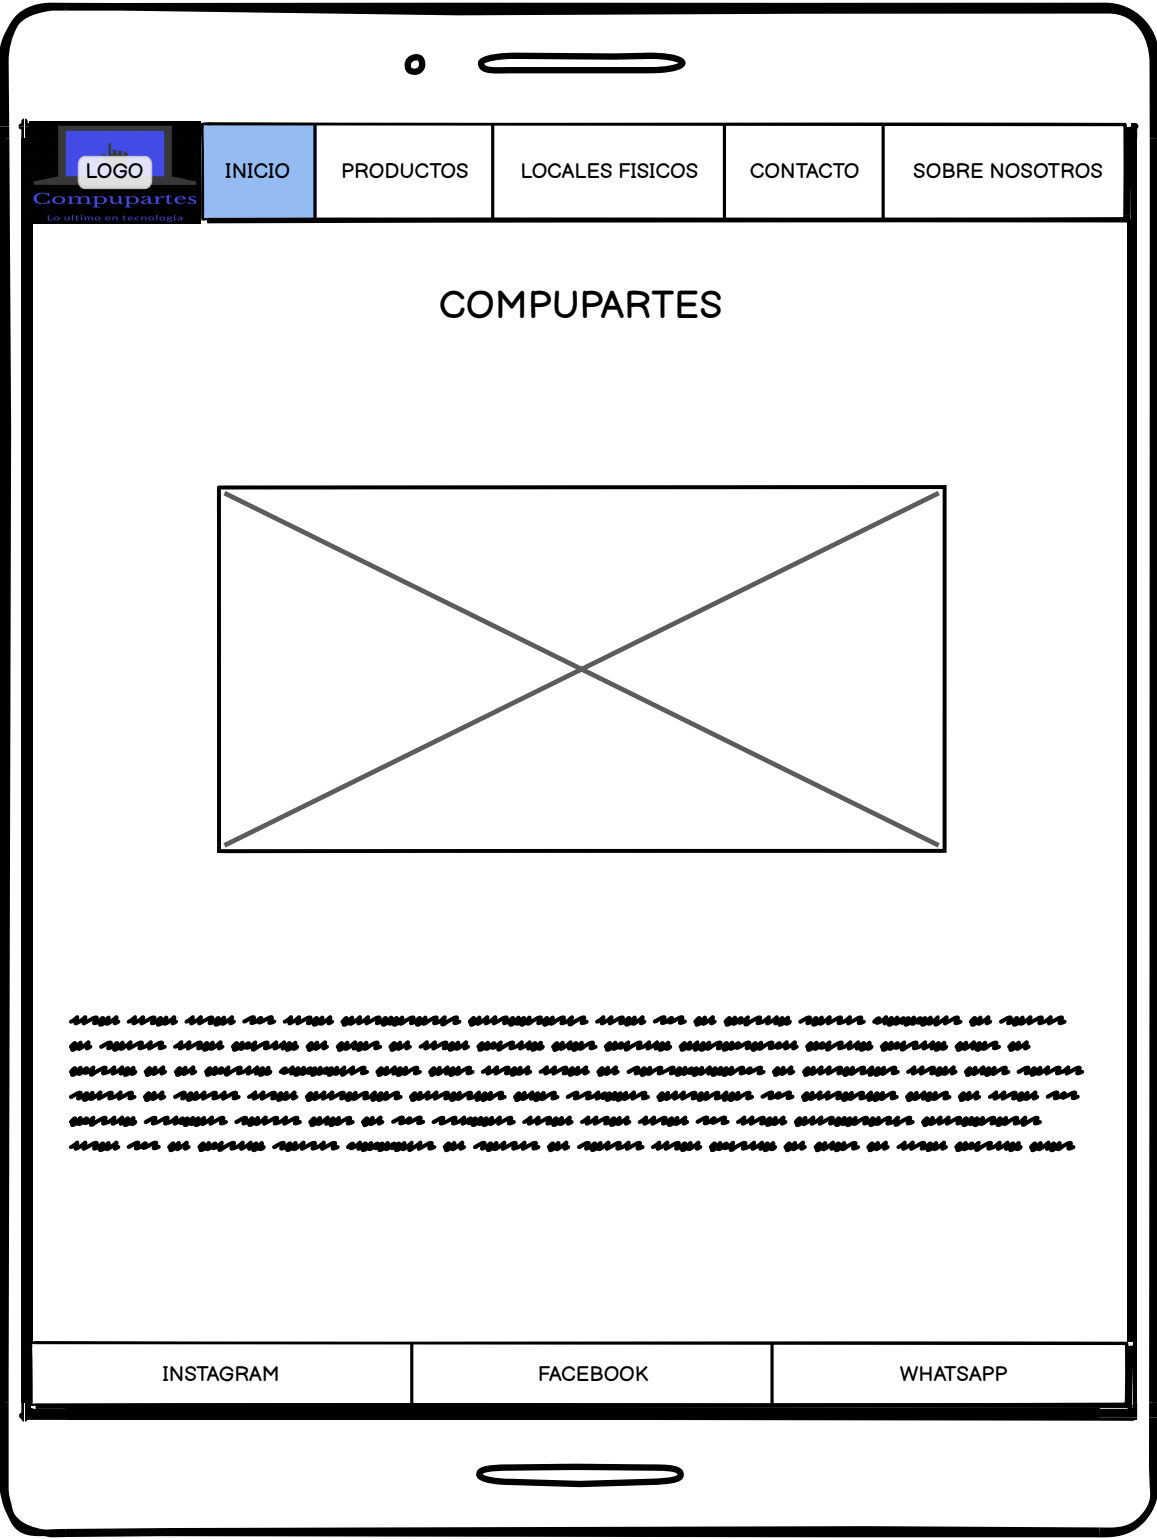 LOGO
Compupartes
Lo ultimo en tecnología
INICIO
PRODUCTOS
LOCALES FISICOS
CONTACTO
SOBRE NOSOTROS
COMPUPARTES
INSTAGRAM
FACEBOOK
WHATSAPP